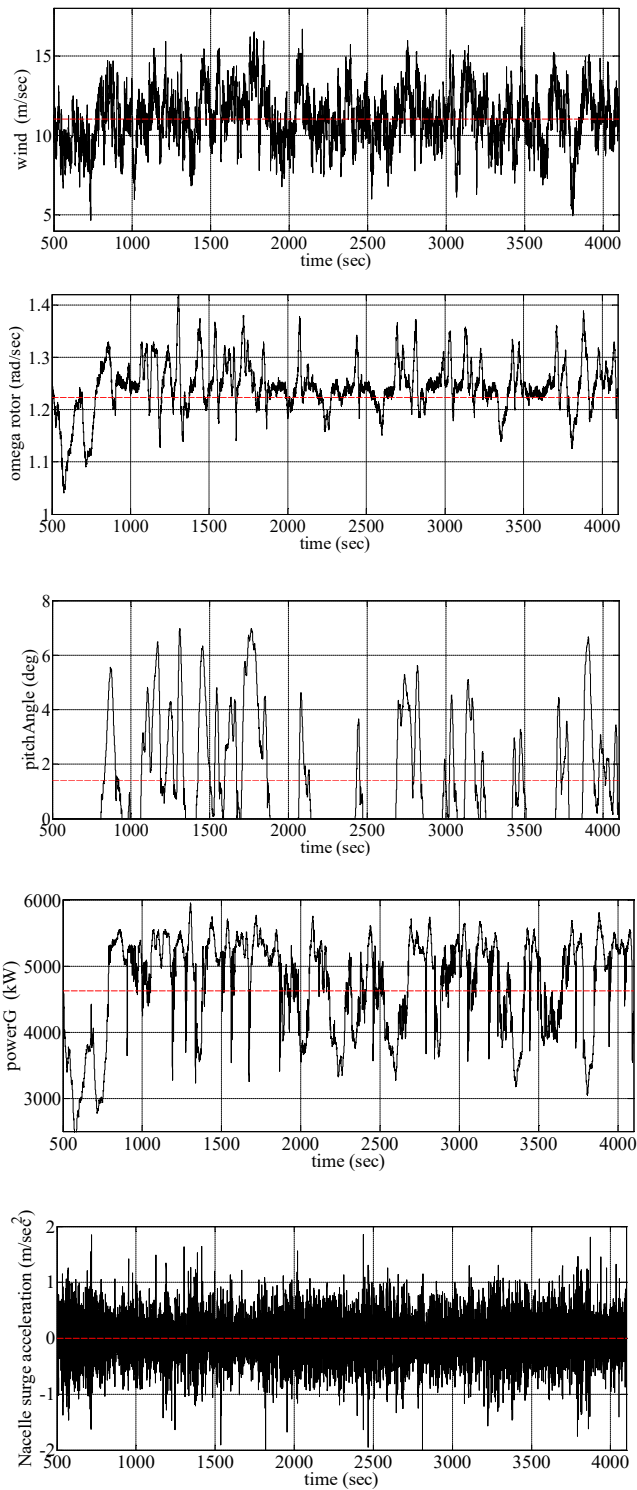 15
10
5
wind (m/sec)
500 1000 1500 2000 2500 3000 3500 4000
time (sec)
1.4
1.3
1.2
1.1
1
omega rotor (rad/sec)
500 1000 1500 2000 2500 3000 3500 4000
time (sec)
8
6
4
2
0
pitchAngle (deg)
500 1000 1500 2000 2500 3000 3500 4000
time (sec)
6000
5000
4000
3000
powerG (kW)
500 1000 1500 2000 2500 3000 3500 4000
time (sec)
2
1
0
-1
-2
Nacelle surge acceleration (m/sec2)
500 1000 1500 2000 2500 3000 3500 4000
time (sec)